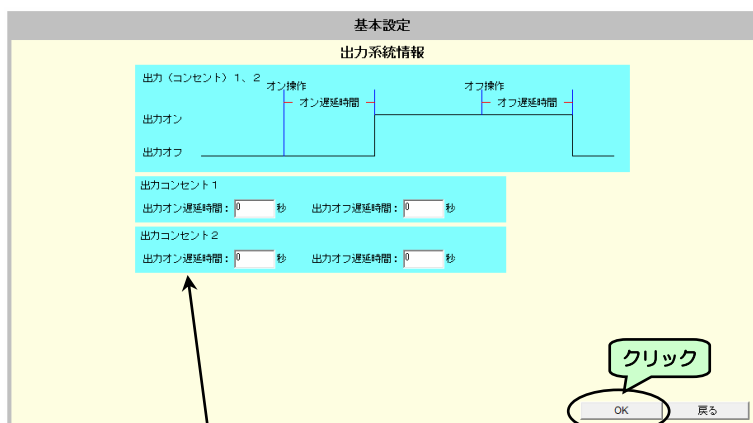 基本設定
出力系統情報
出力（コンセント）１、２
オン操作
オフ操作
オン遅延時間
オフ遅延時間
出力オン
出力オフ
出力コンセント１
出力オン遅延時間： 0 秒 出力オフ遅延時間： 0 秒
出力コンセント２
出力オン遅延時間： 0 秒 出力オフ遅延時間： 0 秒
クリック
OK 戻る